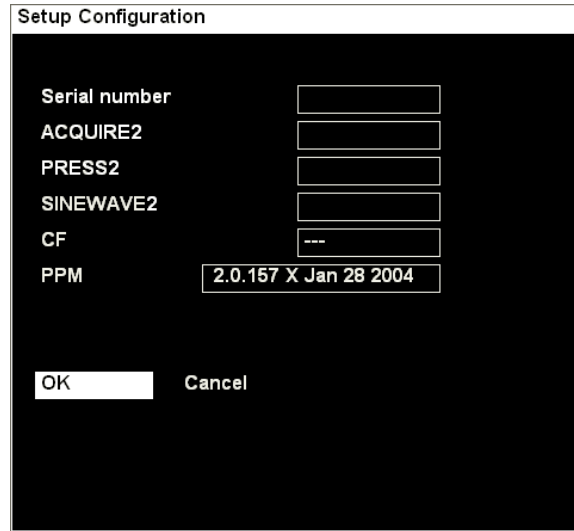 Setup Configuration
Serial number
ACQUIRE2
PRESS2
SINEWAVE2
CF ---
PPM 2.0.157 X Jan 28 2004
OK Cancel